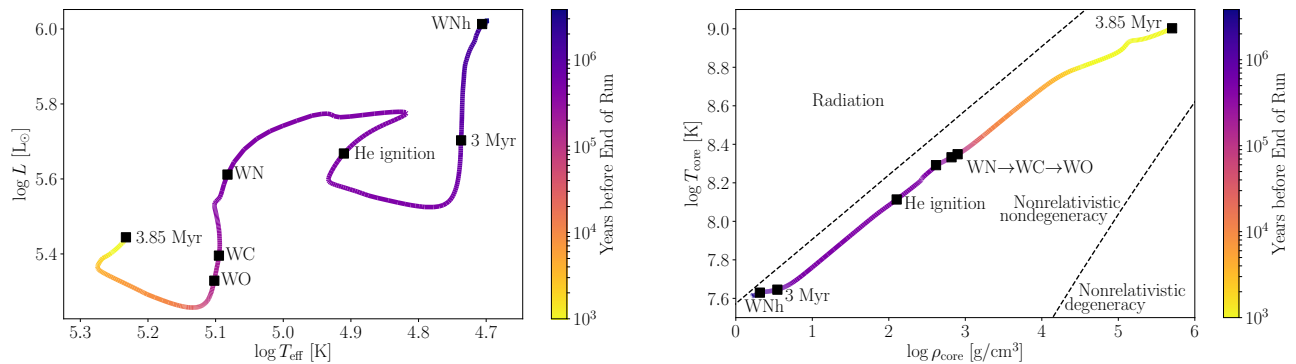 WNh
3 Myr
He ignition
WN
WC
WO
3.85 Myr
6.0
5.8
5.6
5.4
log L [L⊙]
5.3 5.2 5.1 5.0 4.9 4.8 4.7
log T_eff [K]
10^6
10^5
10^4
10^3
Years before End of Run
3.85 Myr
Radiation
WN→WC→WO
He ignition
Nonrelativistic
nondegeneracy
3 Myr
WNh
Nonrelativistic
degeneracy
9.0
8.8
8.6
8.4
8.2
8.0
7.8
7.6
log T_core [K]
0 1 2 3 4 5 6
log ρ_core [g/cm^3]
10^6
10^5
10^4
10^3
Years before End of Run